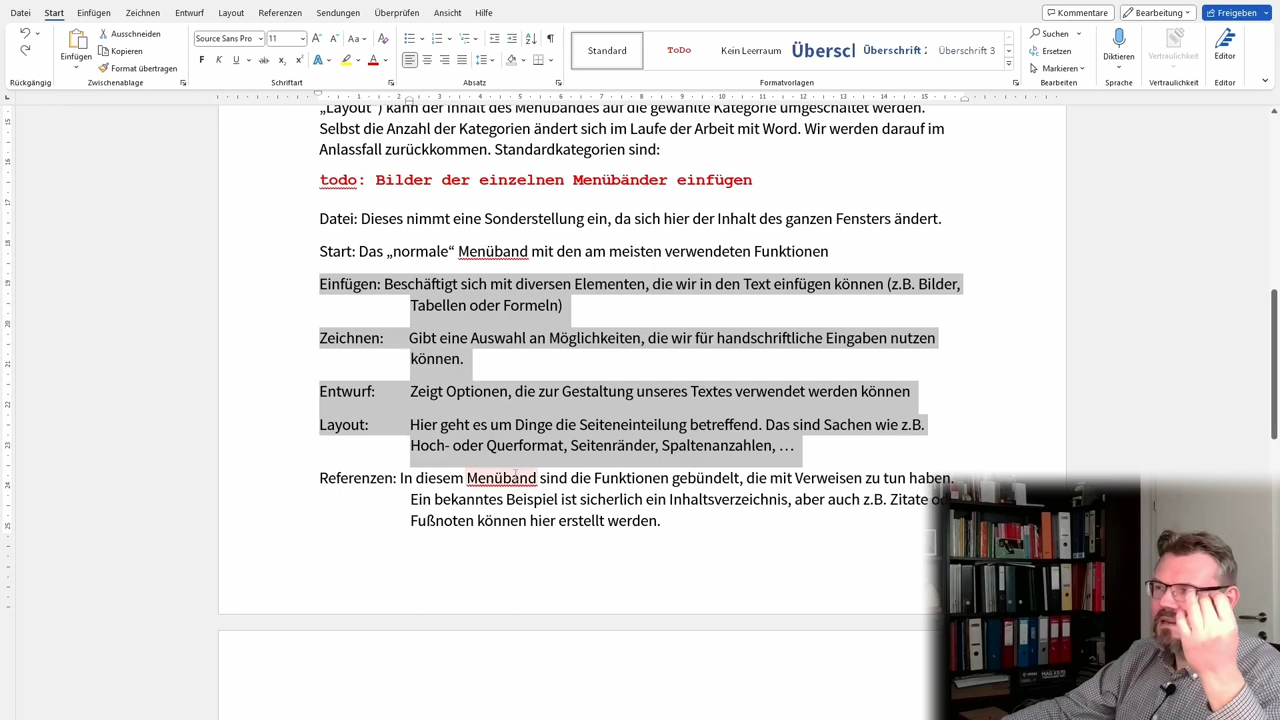 Datei Start Einfügen Zeichnen Entwurf Layout Referenzen Sendungen Überprüfen Ansicht Hilfe
Kommentare Bearbeitung Freigeben
Einfügen
Ausschneiden
Kopieren
Format übertragen
Source Sans Pro 11
Standard ToDo Kein Leerraum Überscl Überschrift 2 Überschrift 3
Suchen
Ersetzen
Markieren
Diktieren Vertraulichkeit Editor
Rückgängig Zwischenablage Schriftart Absatz Formatvorlagen Bearbeiten Sprache Vertraulichkeit Editor
„Layout“) kann der Inhalt des Menübandes auf die gewählte Kategorie umgeschaltet werden.
Selbst die Anzahl der Kategorien ändert sich im Laufe der Arbeit mit Word. Wir werden darauf im
Anlassfall zurückkommen. Standardkategorien sind:
todo: Bilder der einzelnen Menübänder einfügen
Datei: Dieses nimmt eine Sonderstellung ein, da sich hier der Inhalt des ganzen Fensters ändert.
Start: Das „normale“ Menüband mit den am meisten verwendeten Funktionen
Einfügen: Beschäftigt sich mit diversen Elementen, die wir in den Text einfügen können (z.B. Bilder,
Tabellen oder Formeln)
Zeichnen: Gibt eine Auswahl an Möglichkeiten, die wir für handschriftliche Eingaben nutzen
können.
Entwurf: Zeigt Optionen, die zur Gestaltung unseres Textes verwendet werden können
Layout: Hier geht es um Dinge die Seiteneinteilung betreffend. Das sind Sachen wie z.B.
Hoch- oder Querformat, Seitenränder, Spaltenanzahlen, …
Referenzen: In diesem Menüband sind die Funktionen gebündelt, die mit Verweisen zu tun haben.
Ein bekanntes Beispiel ist sicherlich ein Inhaltsverzeichnis, aber auch z.B. Zitate
Fußnoten können hier erstellt werden.